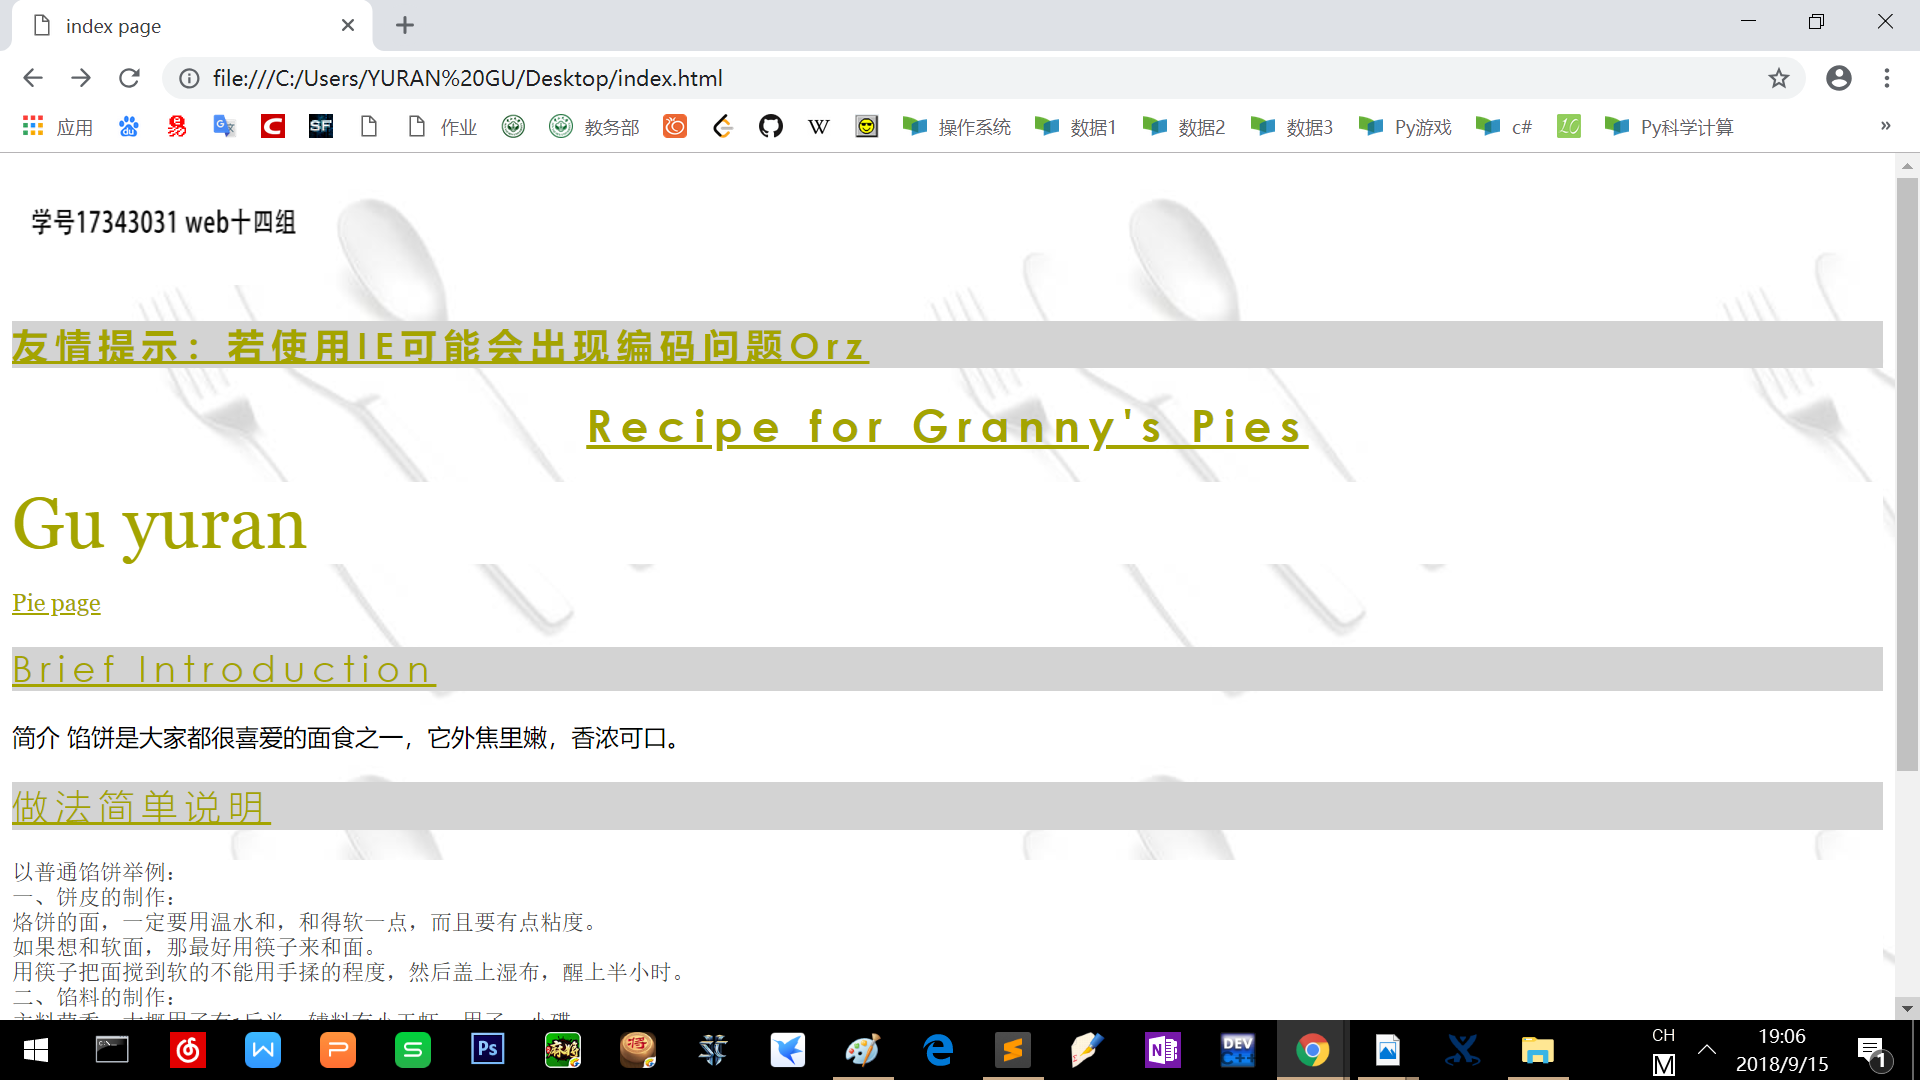 index page
file:///C:/Users/YURAN%20GU/Desktop/index.html
应用 作业 教务部 操作系统 数据1 数据2 数据3 Py游戏 c# Py科学计算 »
学号17343031 web十四组
友情提示：若使用IE可能会出现编码问题Orz
Recipe for Granny's Pies
Gu yuran
Pie page
Brief Introduction
简介 馅饼是大家都很喜爱的面食之一，它外焦里嫩，香浓可口。
做法简单说明
以普通馅饼举例：
一、饼皮的制作：
烙饼的面，一定要用温水和，和得软一点，而且要有点粘度。
如果想和软面，那最好用筷子来和面。
用筷子把面搅到软的不能用手揉的程度，然后盖上湿布，醒上半小时。
二、馅料的制作：
CH
M
19:06
2018/9/15
1